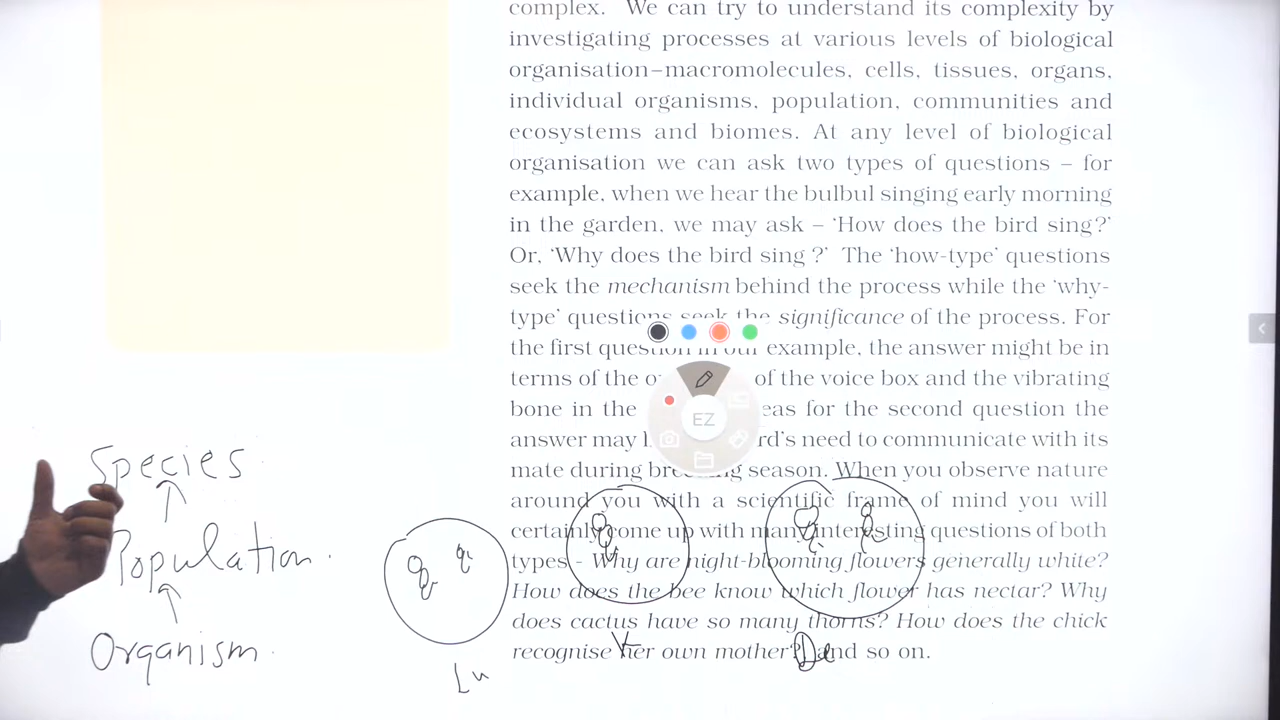 complex. We can try to understand its complexity by
investigating processes at various levels of biological
organisation–macromolecules, cells, tissues, organs,
individual organisms, population, communities and
ecosystems and biomes. At any level of biological
organisation we can ask two types of questions – for
example, when we hear the bulbul singing early morning
in the garden, we may ask – ‘How does the bird sing?’
Or, ‘Why does the bird sing ?’ The ‘how-type’ questions
seek the mechanism behind the process while the ‘why-
type’ questions seek the significance of the process. For
the first question in our example, the answer might be in
terms of the of the voice box and the vibrating
bone in the for the second question the
answer may need to communicate with its
mate during season. When you observe nature
around you with a scientific frame of mind you will
certainly come up with many interesting questions of both
types - Why are night-blooming flowers generally white?
How does the bee know which flower has nectar? Why
does cactus have so many thorns? How does the chick
recognise her own mother?, and so on.
EZ
Species
Population.
Organism.
Lu
K
De